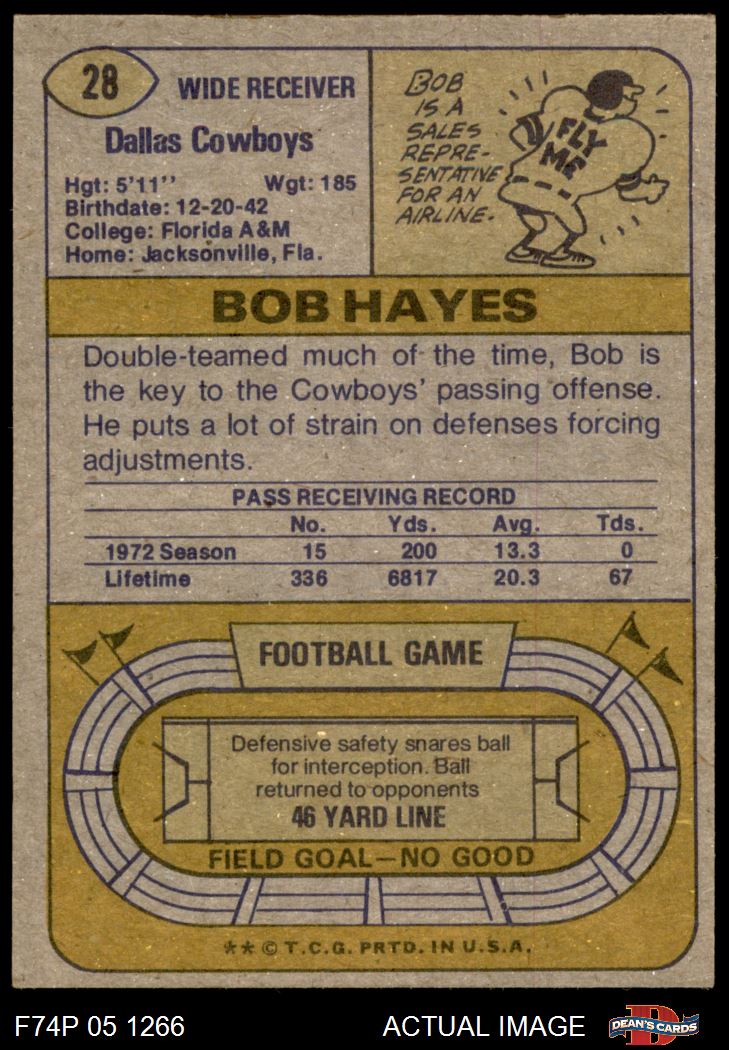 28
WIDE RECEIVER
Dallas Cowboys
Hgt: 5'11'' Wgt: 185
Birthdate: 12-20-42
College: Florida A&M
Home: Jacksonville, Fla.
BOB
IS A
SALES
REPRE-
SENTATIVE
FOR AN
AIRLINE.
FLY
ME
BOB HAYES
Double-teamed much of the time, Bob is
the key to the Cowboys' passing offense.
He puts a lot of strain on defenses forcing
adjustments.
PASS RECEIVING RECORD
No. Yds. Avg. Tds.
1972 Season 15 200 13.3 0
Lifetime 336 6817 20.3 67
FOOTBALL GAME
Defensive safety snares ball
for interception. Ball
returned to opponents
46 YARD LINE
FIELD GOAL—NO GOOD
** © T.C.G. PRTD. IN U.S.A.
F74P 05 1266 ACTUAL IMAGE
D
DEAN'S CARDS